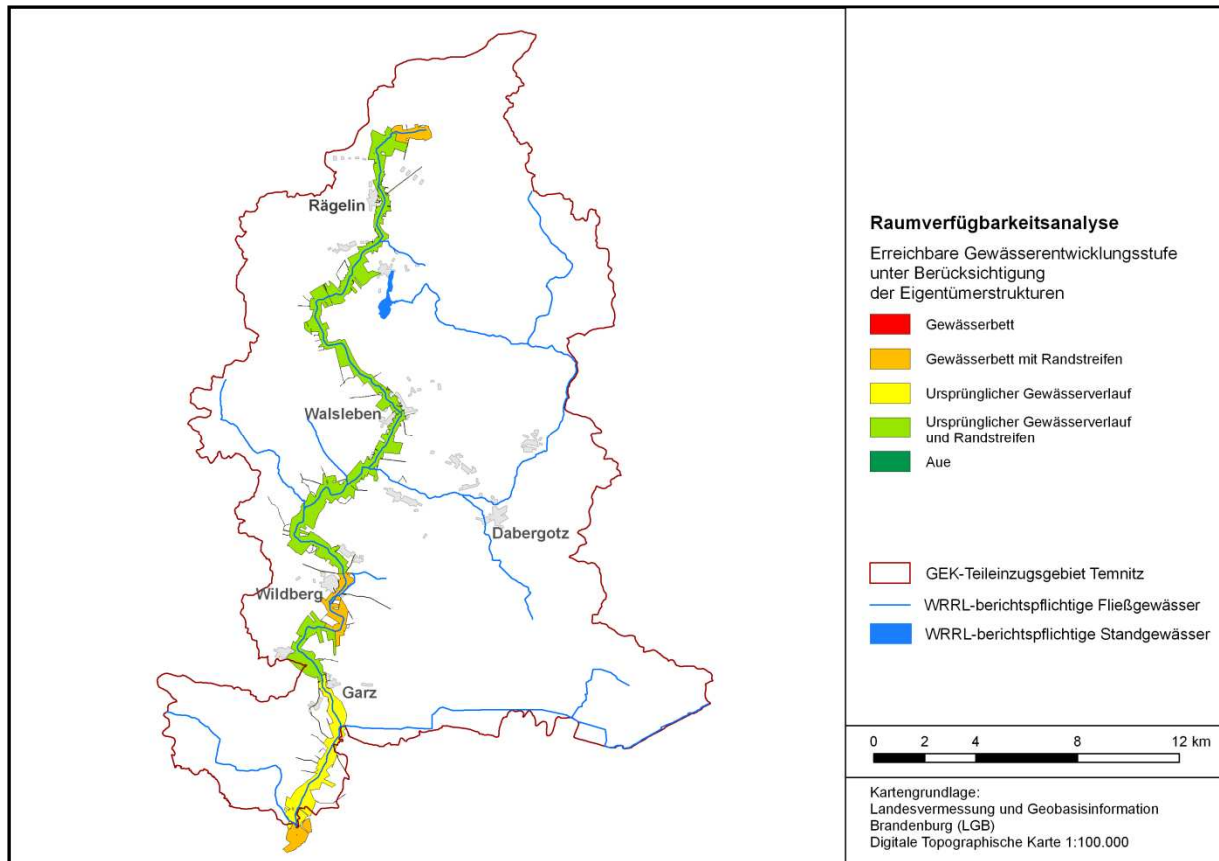 Rägelin
Walsleben
Dabergotz
Wildberg
Garz
Raumverfügbarkeitsanalyse
Erreichbare Gewässerentwicklungsstufe
unter Berücksichtigung
der Eigentümerstrukturen
Gewässerbett
Gewässerbett mit Randstreifen
Ursprünglicher Gewässerverlauf
Ursprünglicher Gewässerverlauf
und Randstreifen
Aue
GEK-Teileinzugsgebiet Temnitz
WRRL-berichtspflichtige Fließgewässer
WRRL-berichtspflichtige Standgewässer
0 2 4 8 12 km
Kartengrundlage:
Landesvermessung und Geobasisinformation
Brandenburg (LGB)
Digitale Topographische Karte 1:100.000